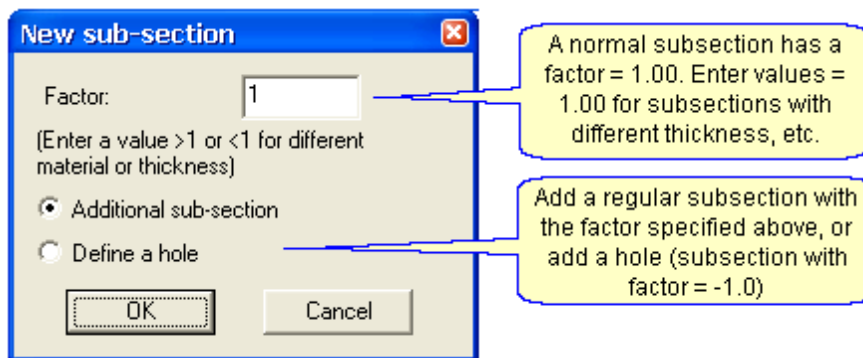 New sub-section
Factor:
1
(Enter a value >1 or <1 for different
material or thickness)
Additional sub-section
Define a hole
OK
Cancel
A normal subsection has a
factor = 1.00. Enter values =
1.00 for subsections with
different thickness, etc.
Add a regular subsection with
the factor specified above, or
add a hole (subsection with
factor = -1.0)